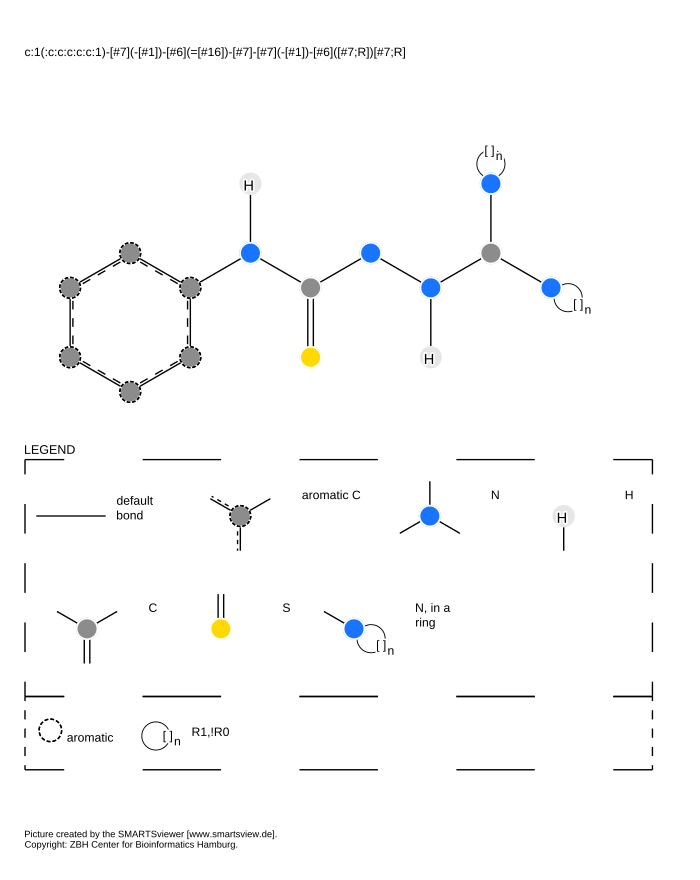 c:1(:c:c:c:c:c:1)-[#7](-[#1])-[#6](=[#16])-[#7]-[#7](-[#1])-[#6]([#7;R])[#7;R]
[ ]n
H
[ ]n
H
LEGEND
default
bond
aromatic C
N
H
H
C
S
N, in a
ring
[ ]n
aromatic
[ ]n
R1,!R0
Picture created by the SMARTSviewer [www.smartsview.de].
Copyright: ZBH Center for Bioinformatics Hamburg.